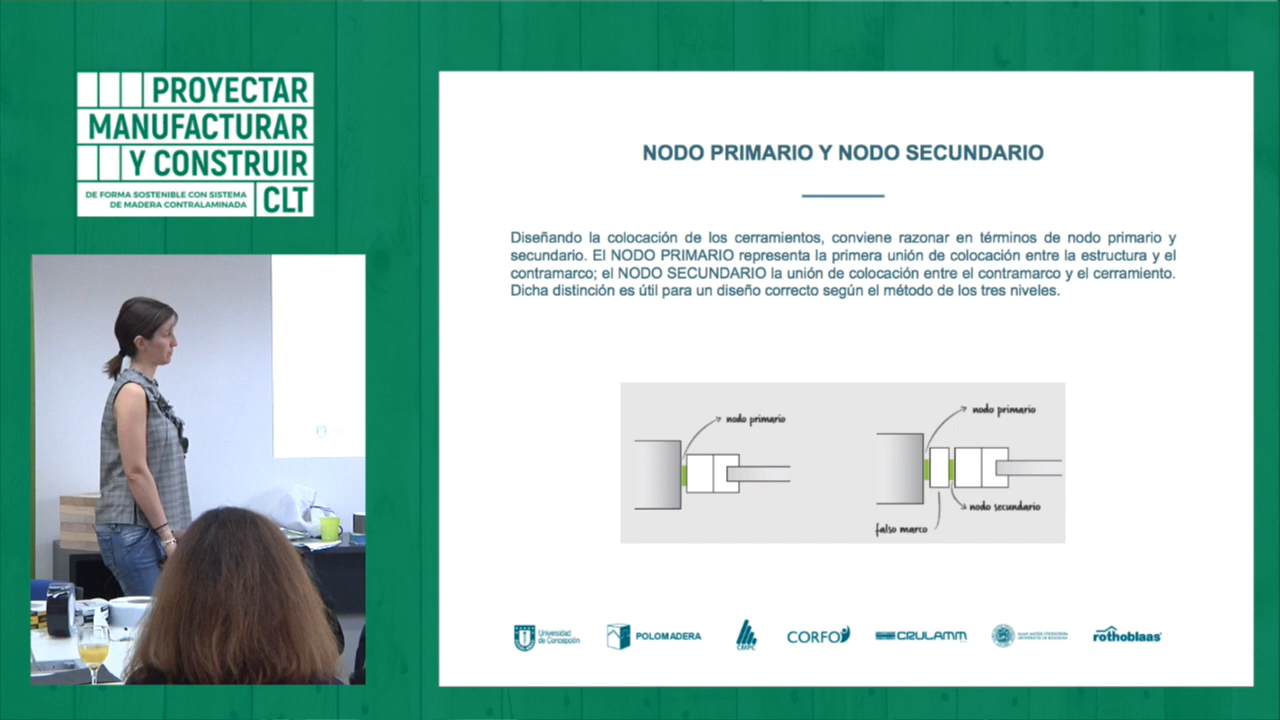 PROYECTAR
MANUFACTURAR
Y CONSTRUIR
DE FORMA SOSTENIBLE CON SISTEMA
DE MADERA CONTRALAMINADA
CLT
NODO PRIMARIO Y NODO SECUNDARIO
Diseñando la colocación de los cerramientos, conviene razonar en términos de nodo primario y
secundario. El NODO PRIMARIO representa la primera unión de colocación entre la estructura y el
contramarco; el NODO SECUNDARIO la unión de colocación entre el contramarco y el cerramiento.
Dicha distinción es útil para un diseño correcto según el método de los tres niveles.
nodo primario
nodo primario
nodo secundario
falso marco
Universidad
de Concepción
POLOMADERA
CMPC
CORFO
CRULAMM
rothoblaas